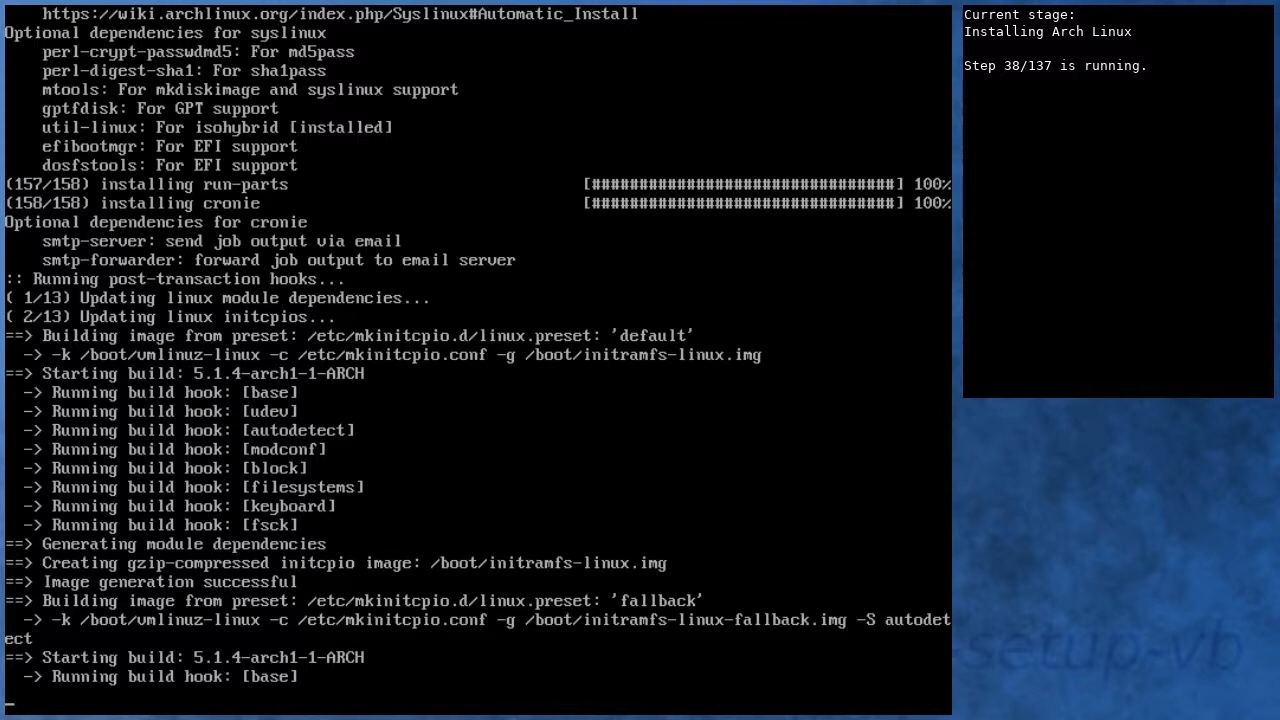 https://wiki.archlinux.org/index.php/Syslinux#Automatic_Install
Optional dependencies for syslinux
perl-crypt-passwdmd5: For md5pass
perl-digest-sha1: For sha1pass
mtools: For mkdiskimage and syslinux support
gptfdisk: For GPT support
util-linux: For isohybrid [installed]
efibootmgr: For EFI support
dosfstools: For EFI support
(157/158) installing run-parts [################################] 100%
(158/158) installing cronie [################################] 100%
Optional dependencies for cronie
smtp-server: send job output via email
smtp-forwarder: forward job output to email server
:: Running post-transaction hooks...
( 1/13) Updating linux module dependencies...
( 2/13) Updating linux initcpios...
==> Building image from preset: /etc/mkinitcpio.d/linux.preset: 'default'
-> -k /boot/vmlinuz-linux -c /etc/mkinitcpio.conf -g /boot/initramfs-linux.img
==> Starting build: 5.1.4-arch1-1-ARCH
-> Running build hook: [base]
-> Running build hook: [udev]
-> Running build hook: [autodetect]
-> Running build hook: [modconf]
-> Running build hook: [block]
-> Running build hook: [filesystems]
-> Running build hook: [keyboard]
-> Running build hook: [fsck]
==> Generating module dependencies
==> Creating gzip-compressed initcpio image: /boot/initramfs-linux.img
==> Image generation successful
==> Building image from preset: /etc/mkinitcpio.d/linux.preset: 'fallback'
-> -k /boot/vmlinuz-linux -c /etc/mkinitcpio.conf -g /boot/initramfs-linux-fallback.img -S autodet
ect
==> Starting build: 5.1.4-arch1-1-ARCH
-> Running build hook: [base]
_
Current stage:
Installing Arch Linux
Step 38/137 is running.
-setup-vb